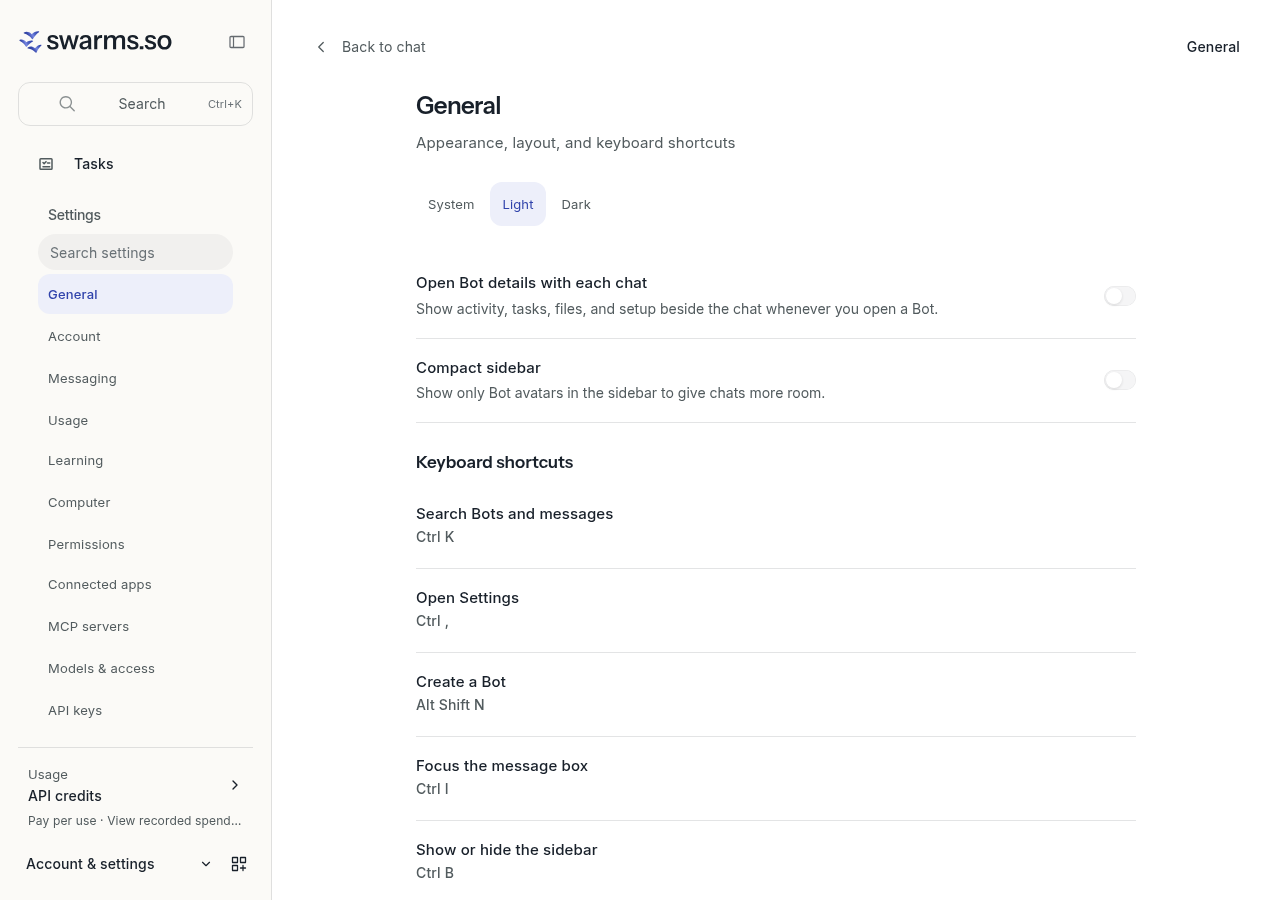 swarms.so
Search
Ctrl+K
Tasks
Settings
Search settings
General
Account
Messaging
Usage
Learning
Computer
Permissions
Connected apps
MCP servers
Models & access
API keys
Usage
API credits
Pay per use · View recorded spend...
Account & settings
Back to chat
General
General
Appearance, layout, and keyboard shortcuts
System
Light
Dark
Open Bot details with each chat
Show activity, tasks, files, and setup beside the chat whenever you open a Bot.
Compact sidebar
Show only Bot avatars in the sidebar to give chats more room.
Keyboard shortcuts
Search Bots and messages
Ctrl K
Open Settings
Ctrl ,
Create a Bot
Alt Shift N
Focus the message box
Ctrl I
Show or hide the sidebar
Ctrl B